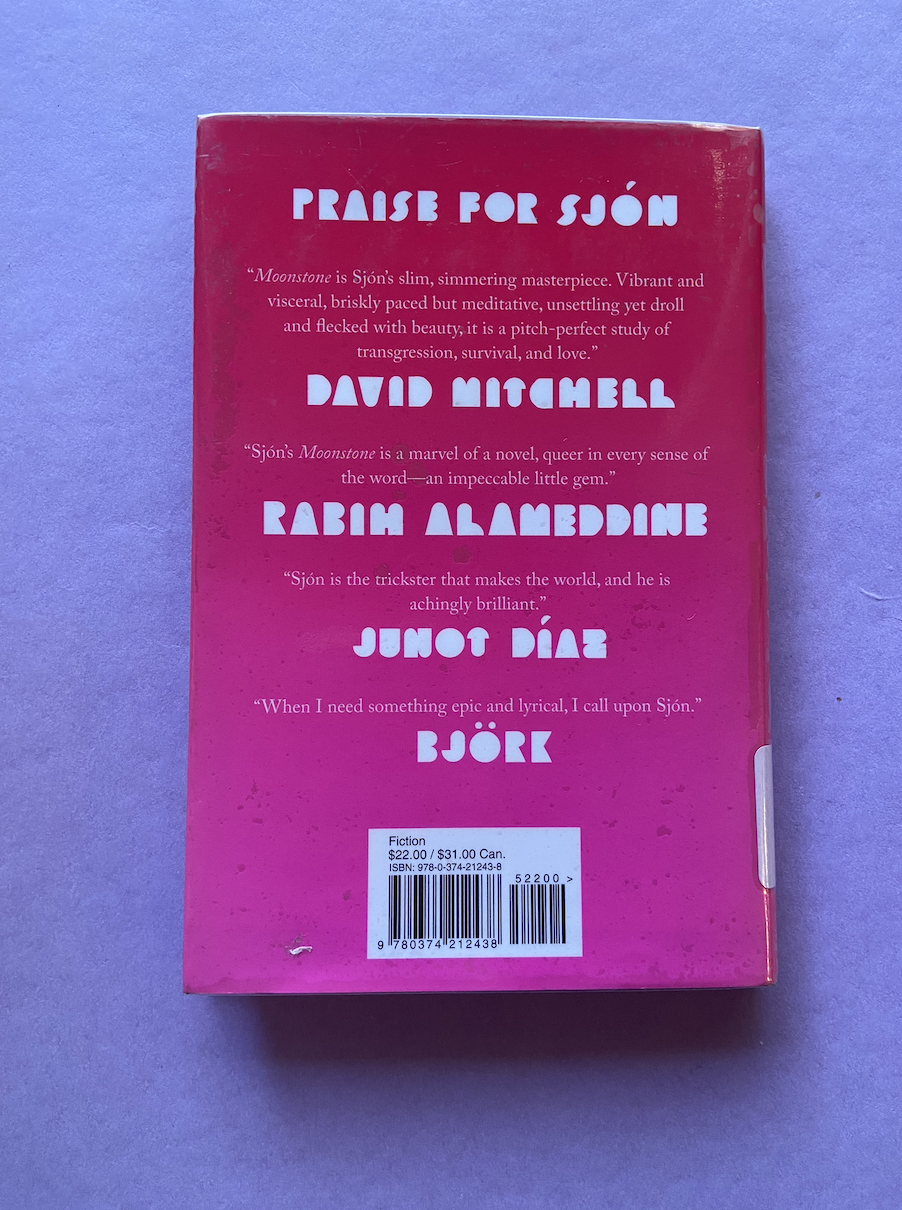 PRAISE FOR SJÓN
“Moonstone is Sjón’s slim, simmering masterpiece. Vibrant and
visceral, briskly paced but meditative, unsettling yet droll
and flecked with beauty, it is a pitch-perfect study of
transgression, survival, and love.”
DAVID MITCHELL
“Sjón’s Moonstone is a marvel of a novel, queer in every sense of
the word—an impeccable little gem.”
RABIH ALAMEDDINE
“Sjón is the trickster that makes the world, and he is
achingly brilliant.”
JUNOT DÍAZ
“When I need something epic and lyrical, I call upon Sjón.”
BJÖRK
Fiction
$22.00 / $31.00 Can.
ISBN: 978-0-374-21243-8
52200 >
9 780374 212438